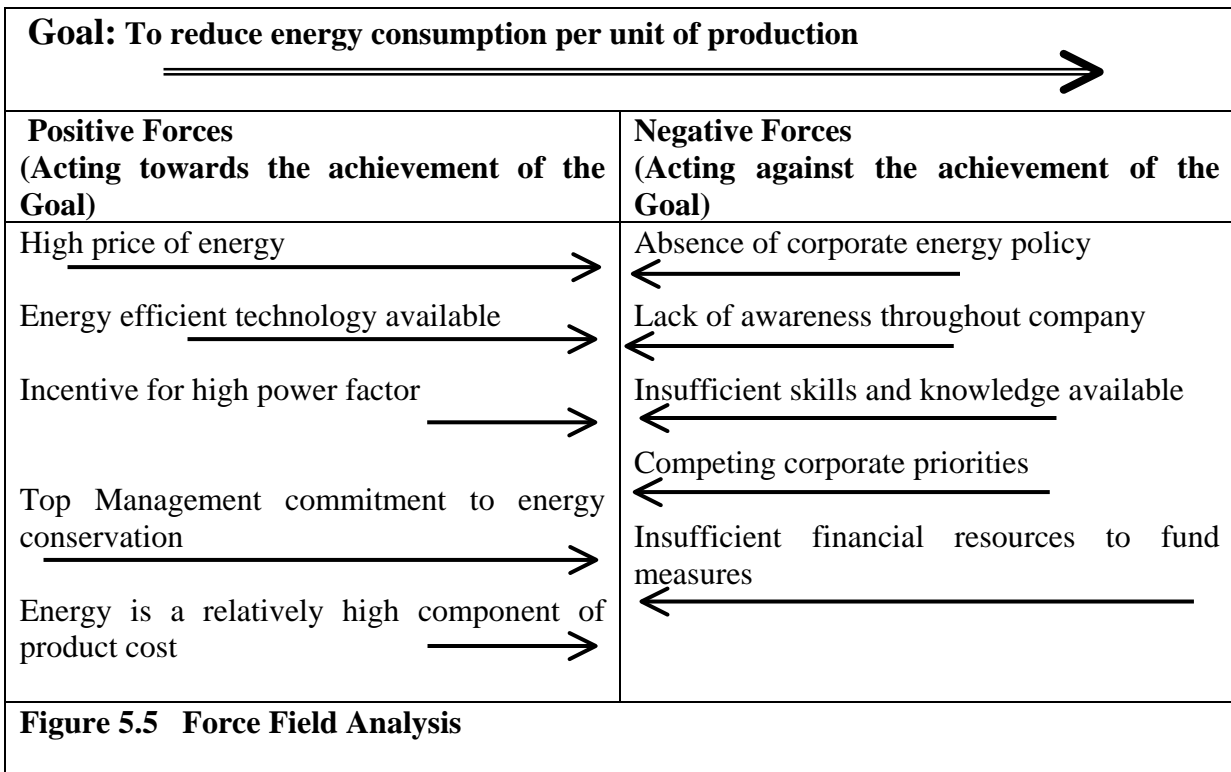 Goal: To reduce energy consumption per unit of production
Positive Forces
(Acting towards the achievement of the
Goal)
Negative Forces
(Acting against the achievement of the
Goal)
High price of energy
Energy efficient technology available
Incentive for high power factor
Top Management commitment to energy
conservation
Energy is a relatively high component of
product cost
Absence of corporate energy policy
Lack of awareness throughout company
Insufficient skills and knowledge available
Competing corporate priorities
Insufficient financial resources to fund
measures
Figure 5.5 Force Field Analysis